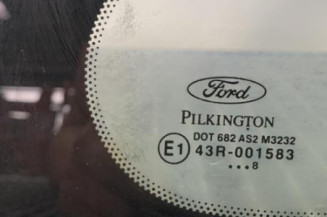 Ford
PILKINGTON
DOT 682 AS2 M3232
E1 43R-001583
...8